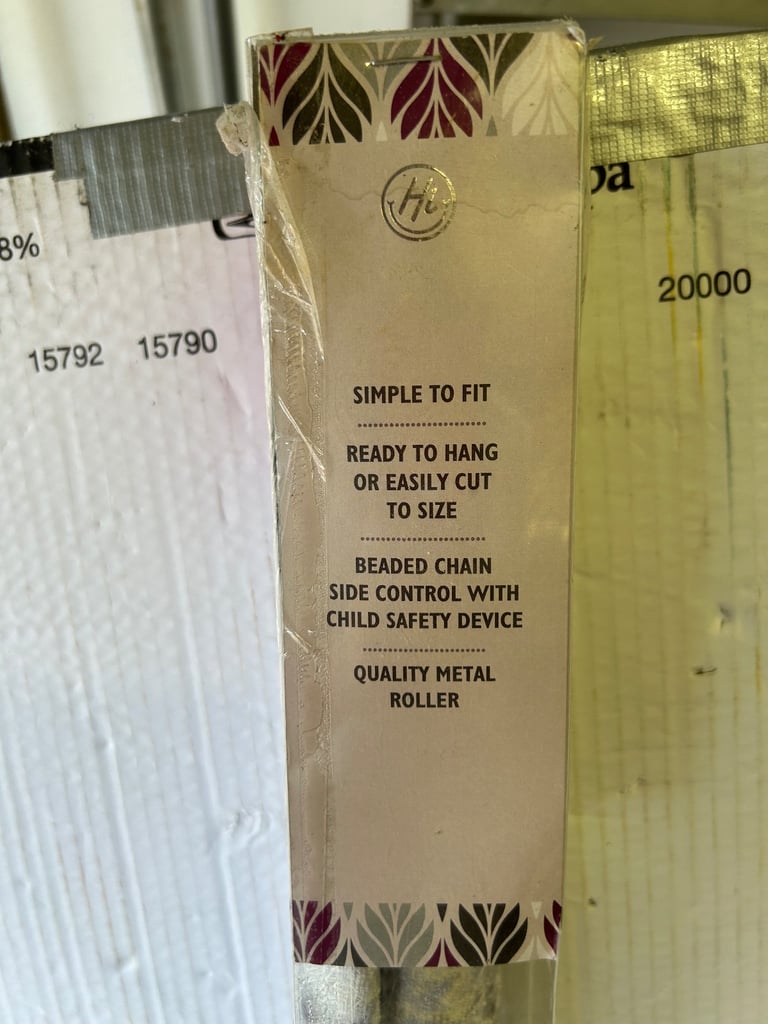 Hi
8%
15792 15790
oa
20000
SIMPLE TO FIT
READY TO HANG
OR EASILY CUT
TO SIZE
BEADED CHAIN
SIDE CONTROL WITH
CHILD SAFETY DEVICE
QUALITY METAL
ROLLER